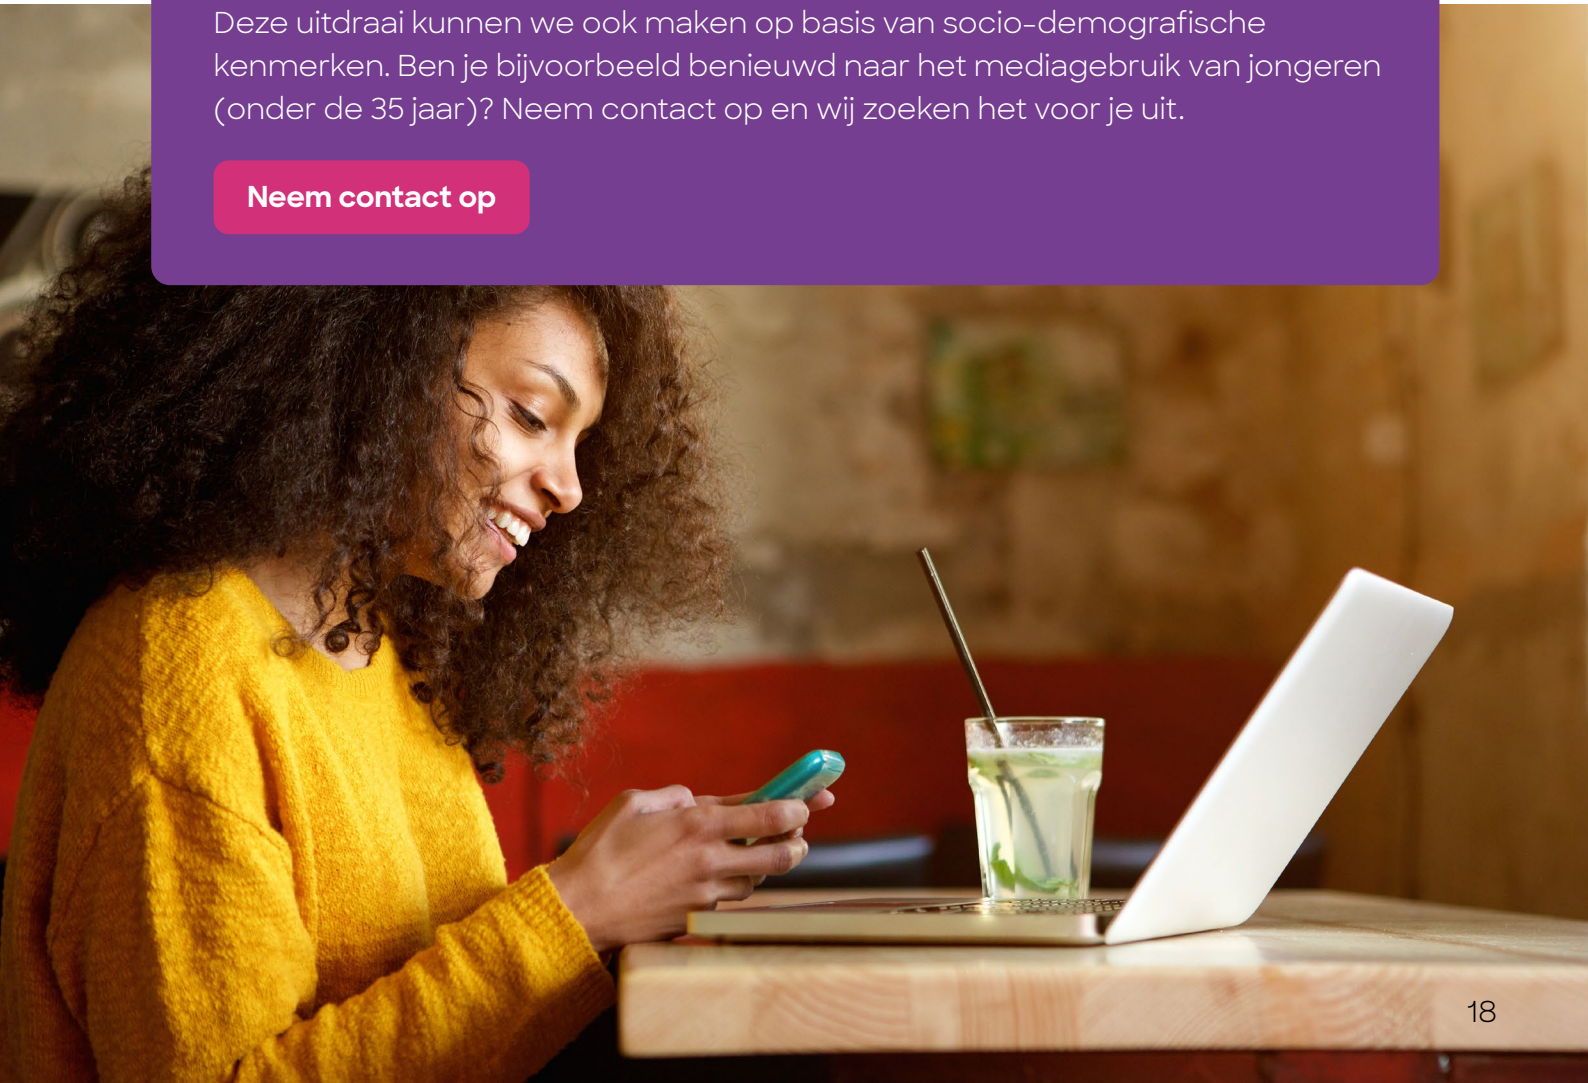 Deze uitdraai kunnen we ook maken op basis van socio-demografische
kenmerken. Ben je bijvoorbeeld benieuwd naar het mediagebruik van jongeren
(onder de 35 jaar)? Neem contact op en wij zoeken het voor je uit.
Neem contact op
18